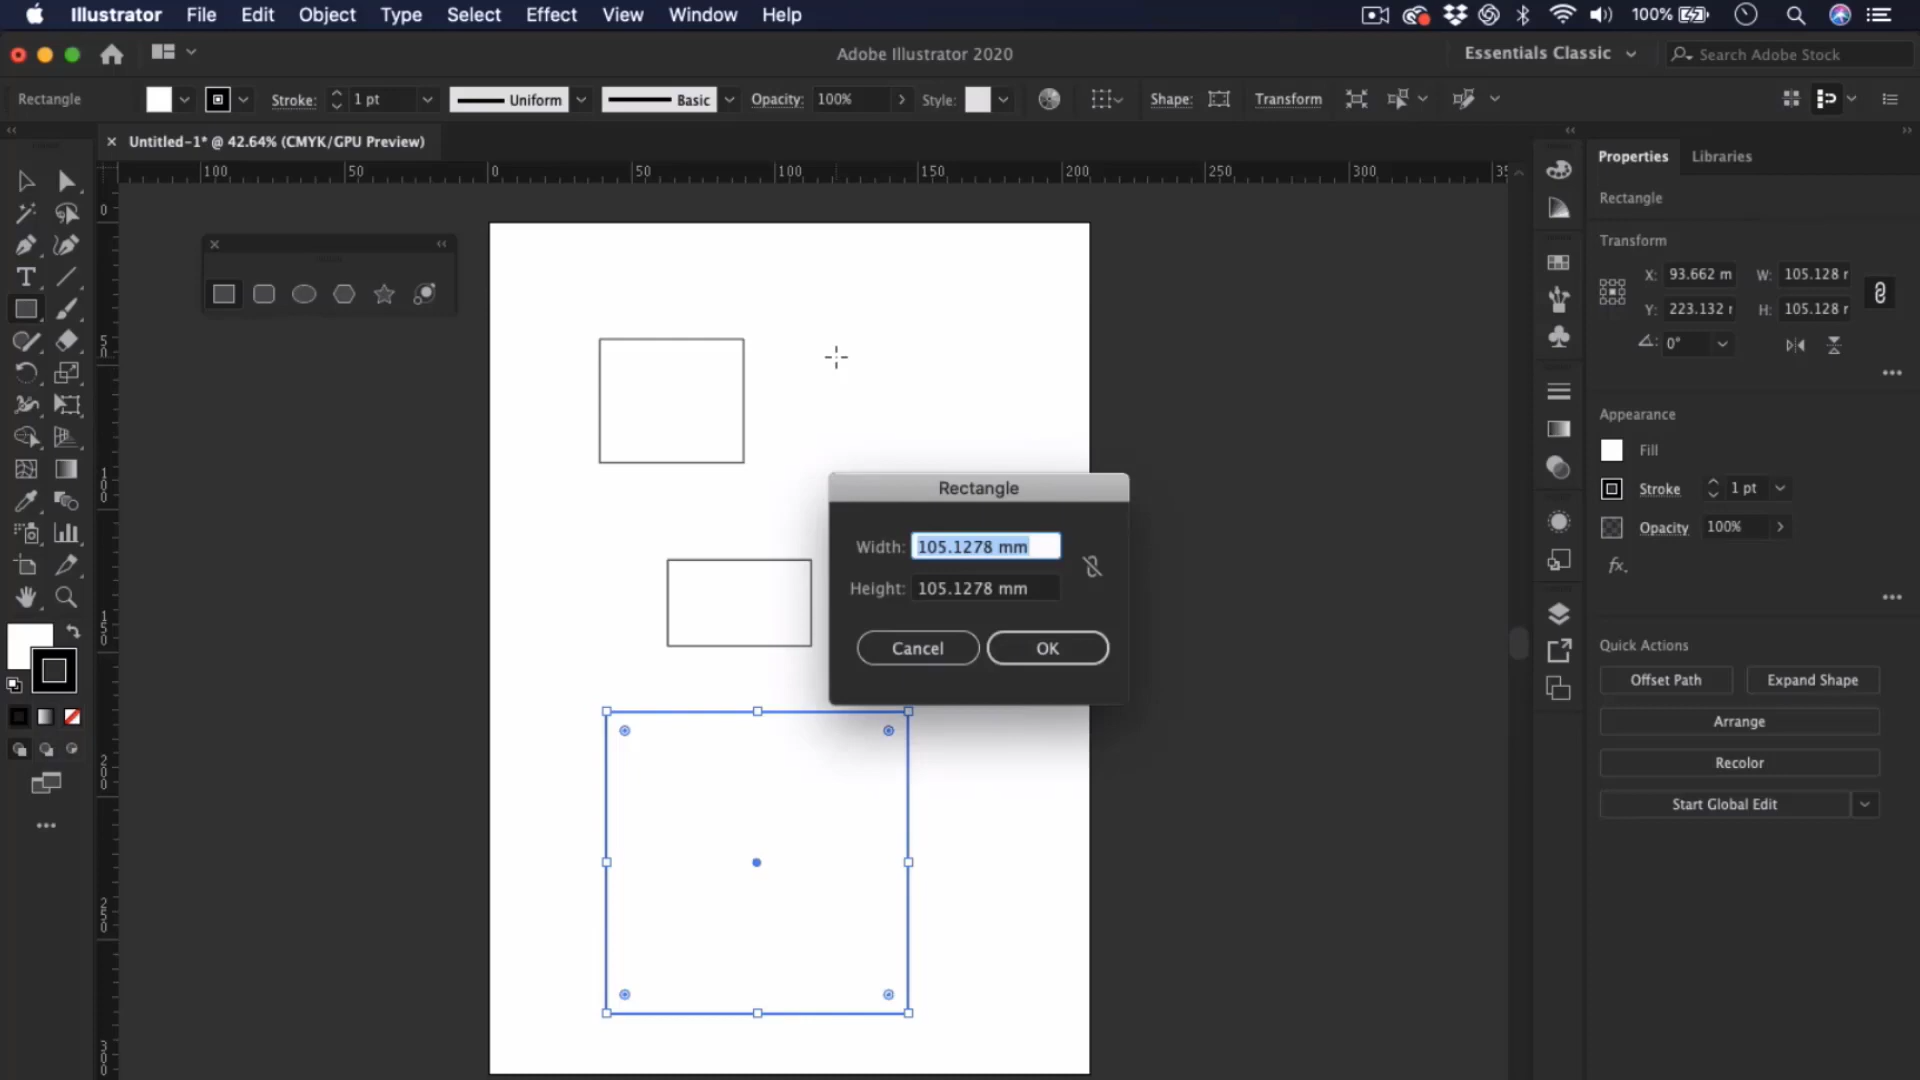 Illustrator File Edit Object Type Select Effect View Window Help 100%
Adobe Illustrator 2020 Essentials Classic Search Adobe Stock
Rectangle Stroke: 1 pt Uniform Basic Opacity: 100% Style: Shape: Transform
Untitled-1* @ 42.64% (CMYK/GPU Preview)
100 50 0 50 100 150 200 250 300 35
0
50
100
150
200
250
300
Rectangle
Width: 105.1278 mm
Height: 105.1278 mm
Cancel OK
Properties Libraries
Rectangle
Transform
X: 93.662 m W: 105.128 r
Y: 223.132 r H: 105.128 r
0°
Appearance
Fill
Stroke 1 pt
Opacity 100%
fx.
Quick Actions
Offset Path Expand Shape
Arrange
Recolor
Start Global Edit